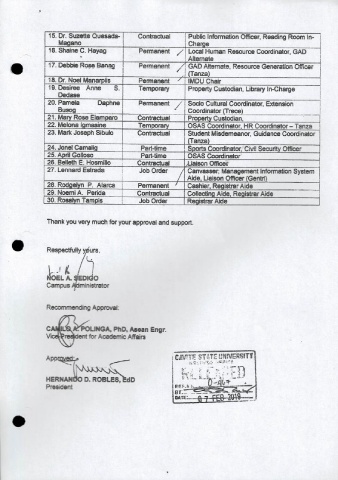 15. Dr. Suzette Quesada- Contractual Public Information Officer, Reading Room In-
Magano Charge
16. Shaine C. Hayag Permanent Local Human Resource Coordinator, GAD
Alternate
17. Debbie Rose Banag Permanent GAD Alternate, Resource Generation Officer
(Tanza)
18. Dr. Noel Manarpiis Permanent IMDU Chair
19. Desiree Anne S. Temporary Property Custodian, Library In-Charge
Dedase
20. Pamela Daphne Permanent Socio Cultural Coordinator, Extension
Busog Coordinator (Trece)
21. Mary Rose Elampero Contractual Property Custodian,
22. Melona Igmasine Temporary OSAS Coordinator, HR Coordinator – Tanza
23. Mark Joseph Sibulo Contractual Student Misdemeanor, Guidance Coordinator
(Tanza)
24. Jonel Camalig Part-time Sports Coordinator, Civil Security Officer
25. April Golloso Part-time OSAS Coordinator
26. Belleth E. Hosmillo Contractual Liaison Officer
27. Lennard Estrada Job Order Canvasser, Management Information System
Aide, Liaison Officer (Gentri)
28. Rodgelyn P. Alarca Permanent Cashier, Registrar Aide
29. Noemi A. Pericia Contractual Collecting Aide, Registrar Aide
30. Rosalyn Tampis Job Order Registrar Aide
Thank you very much for your approval and support.
Respectfully yours,
NOEL A. SEDIGO
Campus Administrator
Recommending Approval:
CAMILO A. POLINGA, PhD, Asean Engr.
Vice President for Academic Affairs
Approved:
HERNANDO D. ROBLES, EdD
President
CAVITE STATE UNIVERSITY
RELEASED
BY:
DATE: 07 FEB 2018